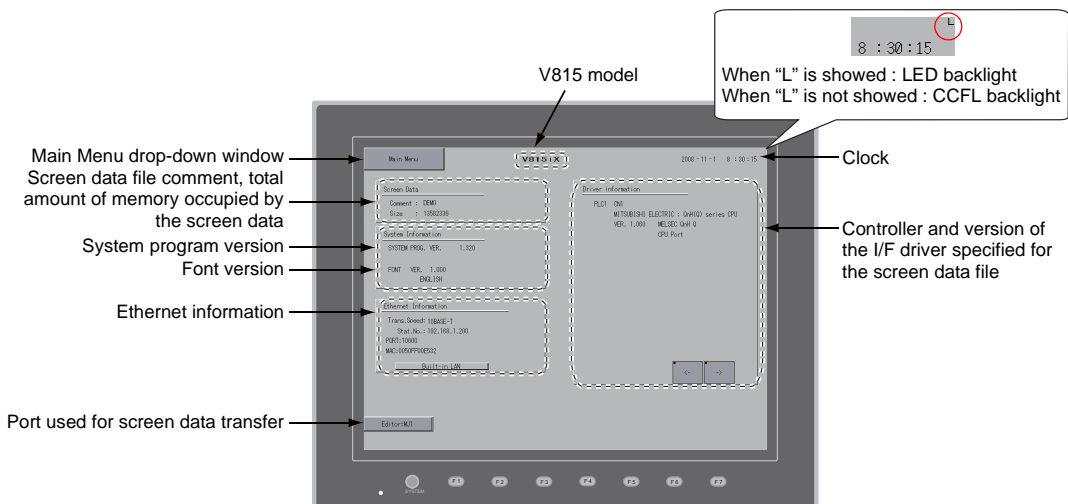 8 : 30 : 15
L
When “L” is showed : LED backlight
When “L” is not showed : CCFL backlight
V815 model
Main Menu drop-down window
Screen data file comment, total
amount of memory occupied by
the screen data
System program version
Font version
Ethernet information
Port used for screen data transfer
Main Menu
V815iX
2008 - 11 - 1 8 : 30 : 15
Screen Data
Comment : DEMO
Size : 13562336
System Information
SYSTEM PROG. VER. 1.320
FONT VER. 1.000
ENGLISH
Ethernet Information
Trans.Speed: 10BASE-T
Stat.No.: 192.168.1.200
PORT:10000
MAC:0050FF00E532
Built-in LAN
Editor:MJ1
Driver information
PLC1 CN1
MITSUBISHI ELECTRIC : QnH(Q) series CPU
VER. 1.060 MELSEC QnH Q
CPU Port
<-
->
Clock
Controller and version of
the I/F driver specified for
the screen data file
SYSTEM
F1
F2
F3
F4
F5
F6
F7